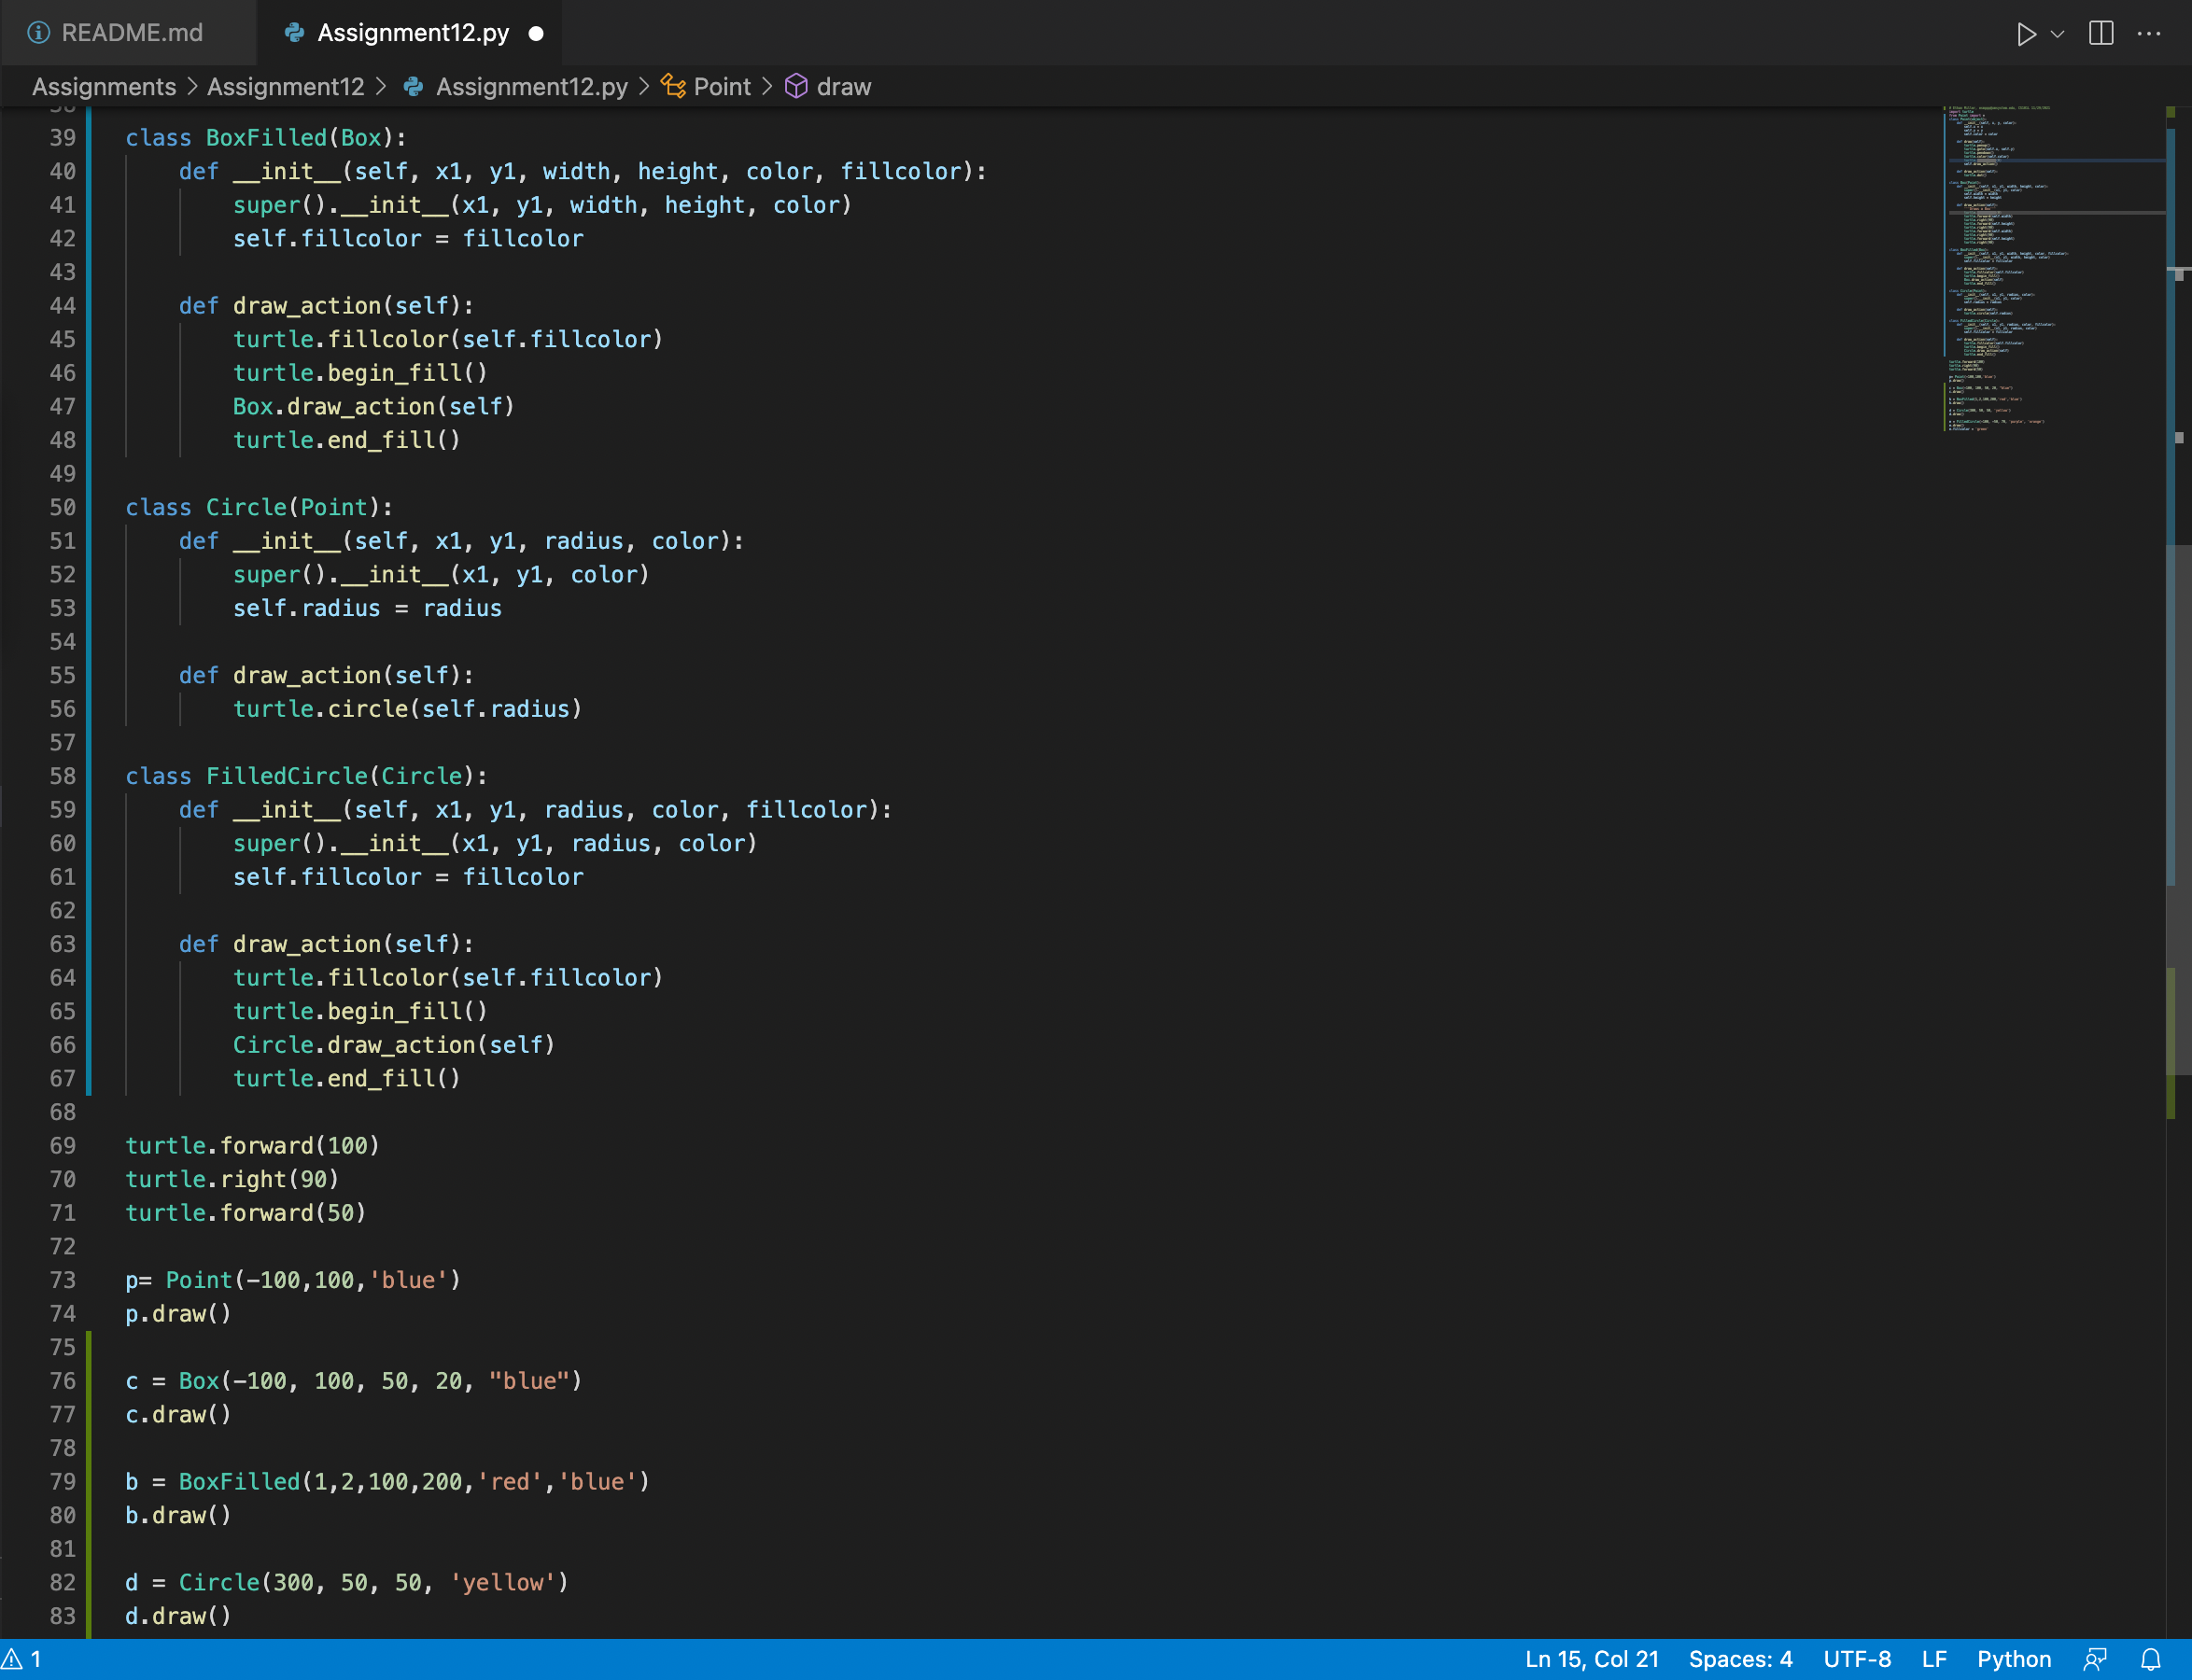 README.md
Assignment12.py
Assignments > Assignment12 > Assignment12.py > Point > draw
39 class BoxFilled(Box):
40     def __init__(self, x1, y1, width, height, color, fillcolor):
41         super().__init__(x1, y1, width, height, color)
42         self.fillcolor = fillcolor
43
44     def draw_action(self):
45         turtle.fillcolor(self.fillcolor)
46         turtle.begin_fill()
47         Box.draw_action(self)
48         turtle.end_fill()
49
50 class Circle(Point):
51     def __init__(self, x1, y1, radius, color):
52         super().__init__(x1, y1, color)
53         self.radius = radius
54
55     def draw_action(self):
56         turtle.circle(self.radius)
57
58 class FilledCircle(Circle):
59     def __init__(self, x1, y1, radius, color, fillcolor):
60         super().__init__(x1, y1, radius, color)
61         self.fillcolor = fillcolor
62
63     def draw_action(self):
64         turtle.fillcolor(self.fillcolor)
65         turtle.begin_fill()
66         Circle.draw_action(self)
67         turtle.end_fill()
68
69 turtle.forward(100)
70 turtle.right(90)
71 turtle.forward(50)
72
73 p= Point(-100,100,'blue')
74 p.draw()
75
76 c = Box(-100, 100, 50, 20, "blue")
77 c.draw()
78
79 b = BoxFilled(1,2,100,200,'red','blue')
80 b.draw()
81
82 d = Circle(300, 50, 50, 'yellow')
83 d.draw()
1 Ln 15, Col 21 Spaces: 4 UTF-8 LF Python